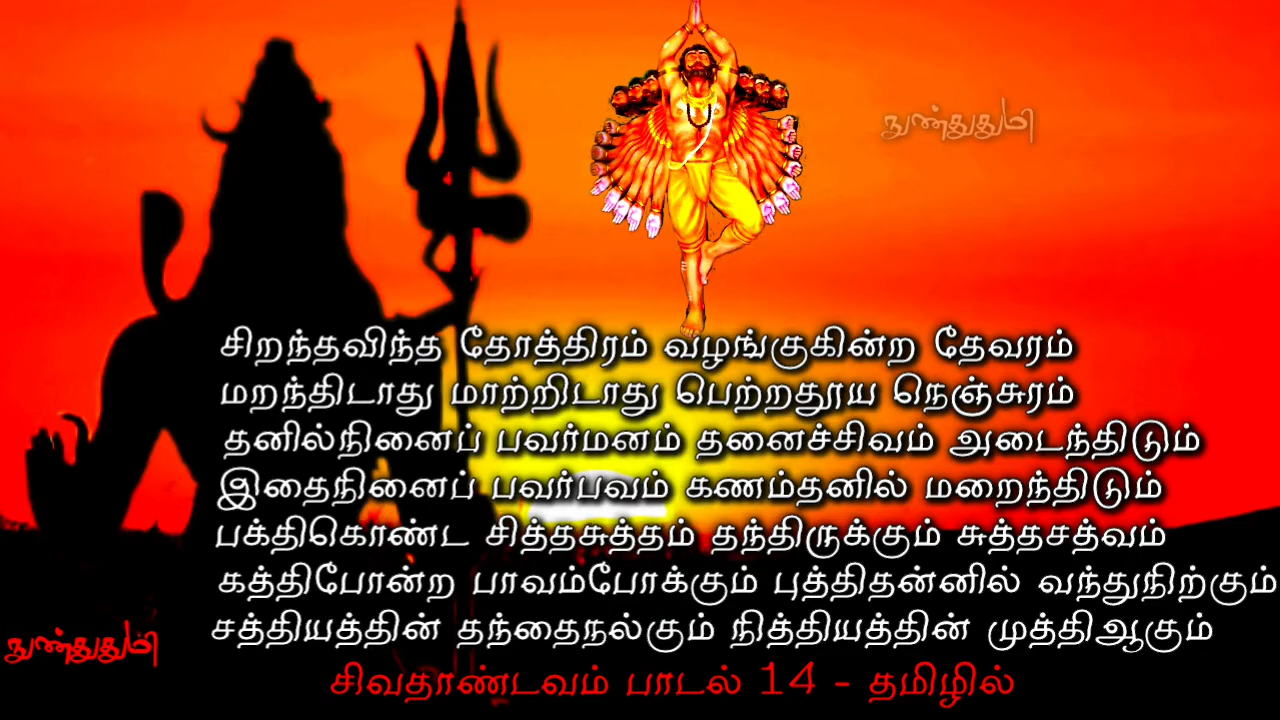 நுண்துதுமி
சிறந்தவிந்த தோத்திரம் வழங்குகின்ற தேவரம்
மறந்திடாது மாற்றிடாது பெற்றதூய நெஞ்சுரம்
தனில்நினைப் பவர்மனம் தனைச்சிவம் அடைந்திடும்
இதைநினைப் பவர்பவம் கணம்தனில் மறைந்திடும்
பக்திகொண்ட சித்தசுத்தம் தந்திருக்கும் சுத்தசத்வம்
கத்திபோன்ற பாவம்போக்கும் புத்திதன்னில் வந்துநிற்கும்
சத்தியத்தின் தந்தைநல்கும் நித்தியத்தின் முத்திஆகும்
நுண்துதுமி
சிவதாண்டவம் பாடல் 14 - தமிழில்